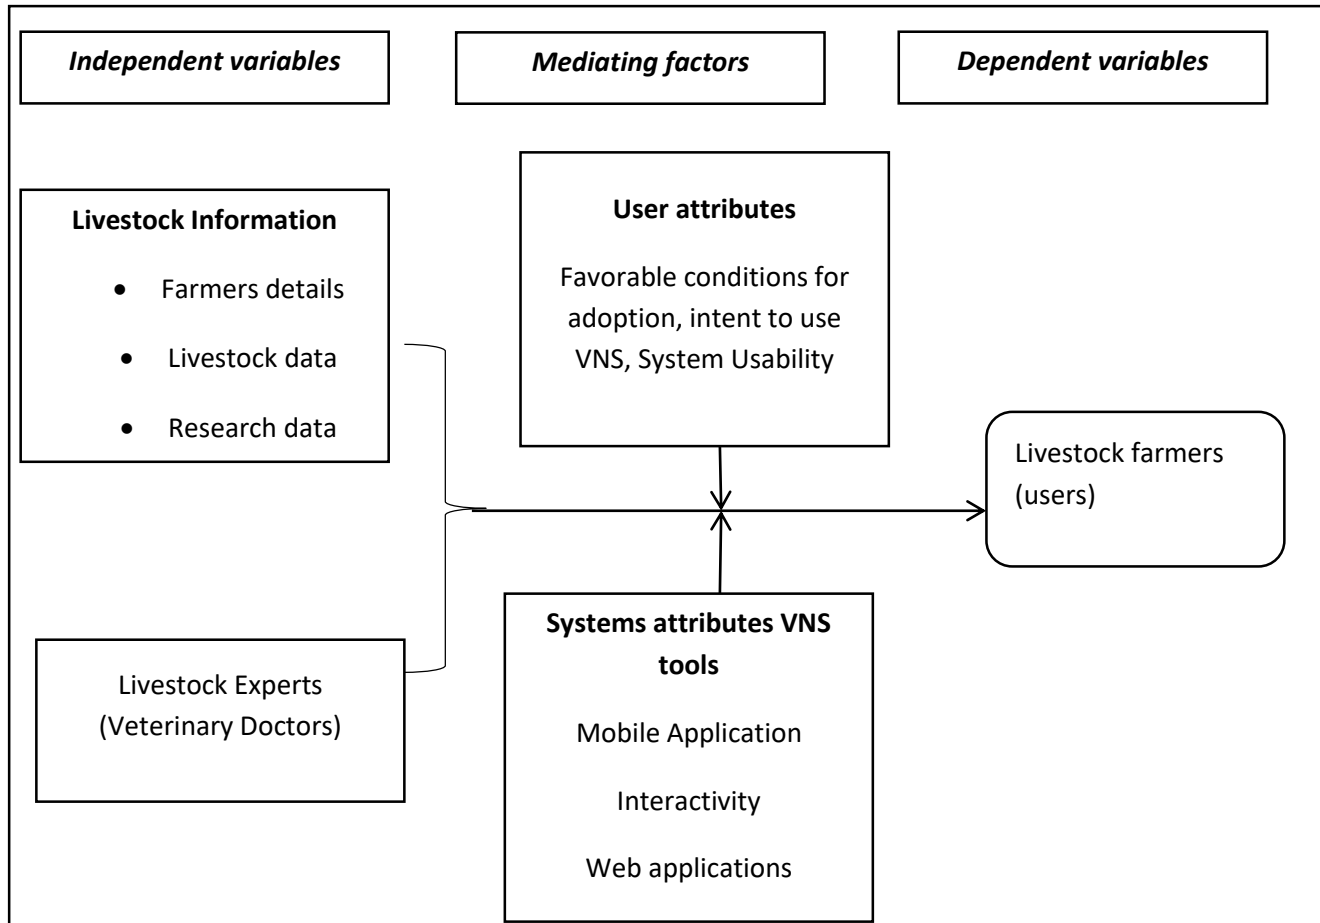 Independent variables
Mediating factors
Dependent variables
Livestock Information
• Farmers details
• Livestock data
• Research data
Livestock Experts
(Veterinary Doctors)
User attributes
Favorable conditions for
adoption, intent to use
VNS, System Usability
Systems attributes VNS
tools
Mobile Application
Interactivity
Web applications
Livestock farmers
(users)